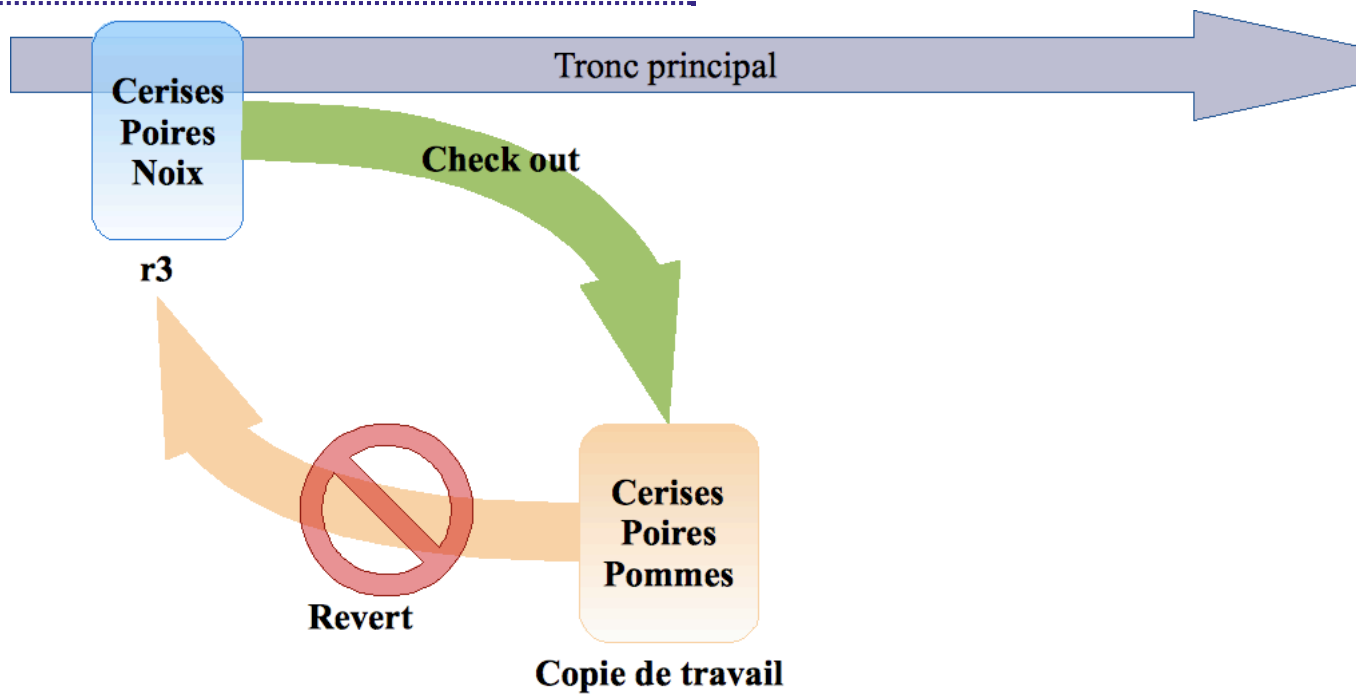 Tronc principal
Cerises
Poires
Noix
Check out
r3
Cerises
Poires
Pommes
Revert
Copie de travail